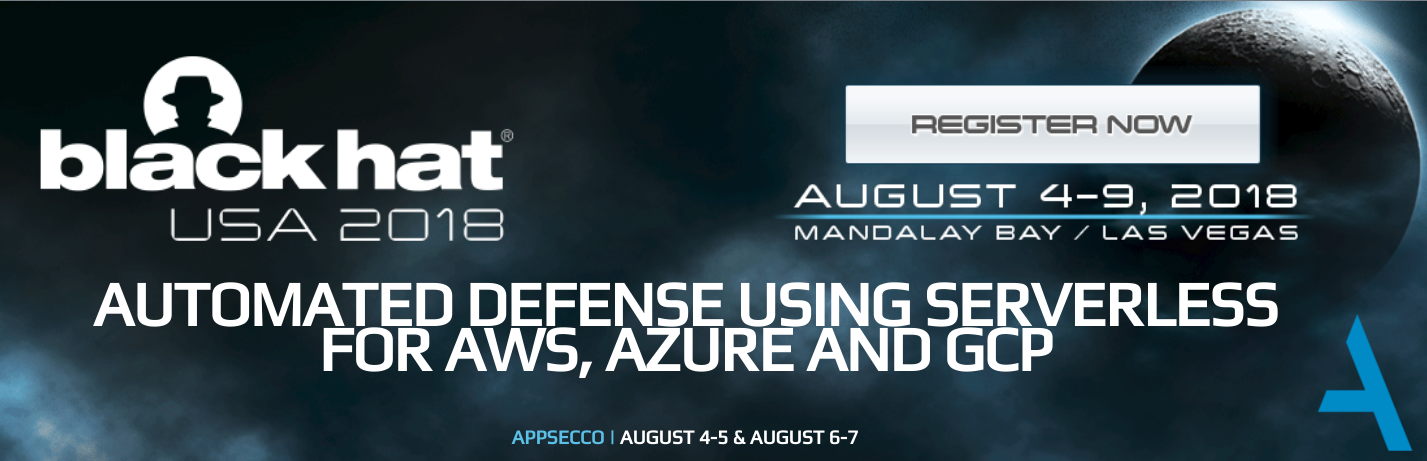 black hat®
USA 2018
REGISTER NOW
AUGUST 4-9, 2018
MANDALAY BAY / LAS VEGAS
AUTOMATED DEFENSE USING SERVERLESS
FOR AWS, AZURE AND GCP
APPSECCO | AUGUST 4-5 & AUGUST 6-7